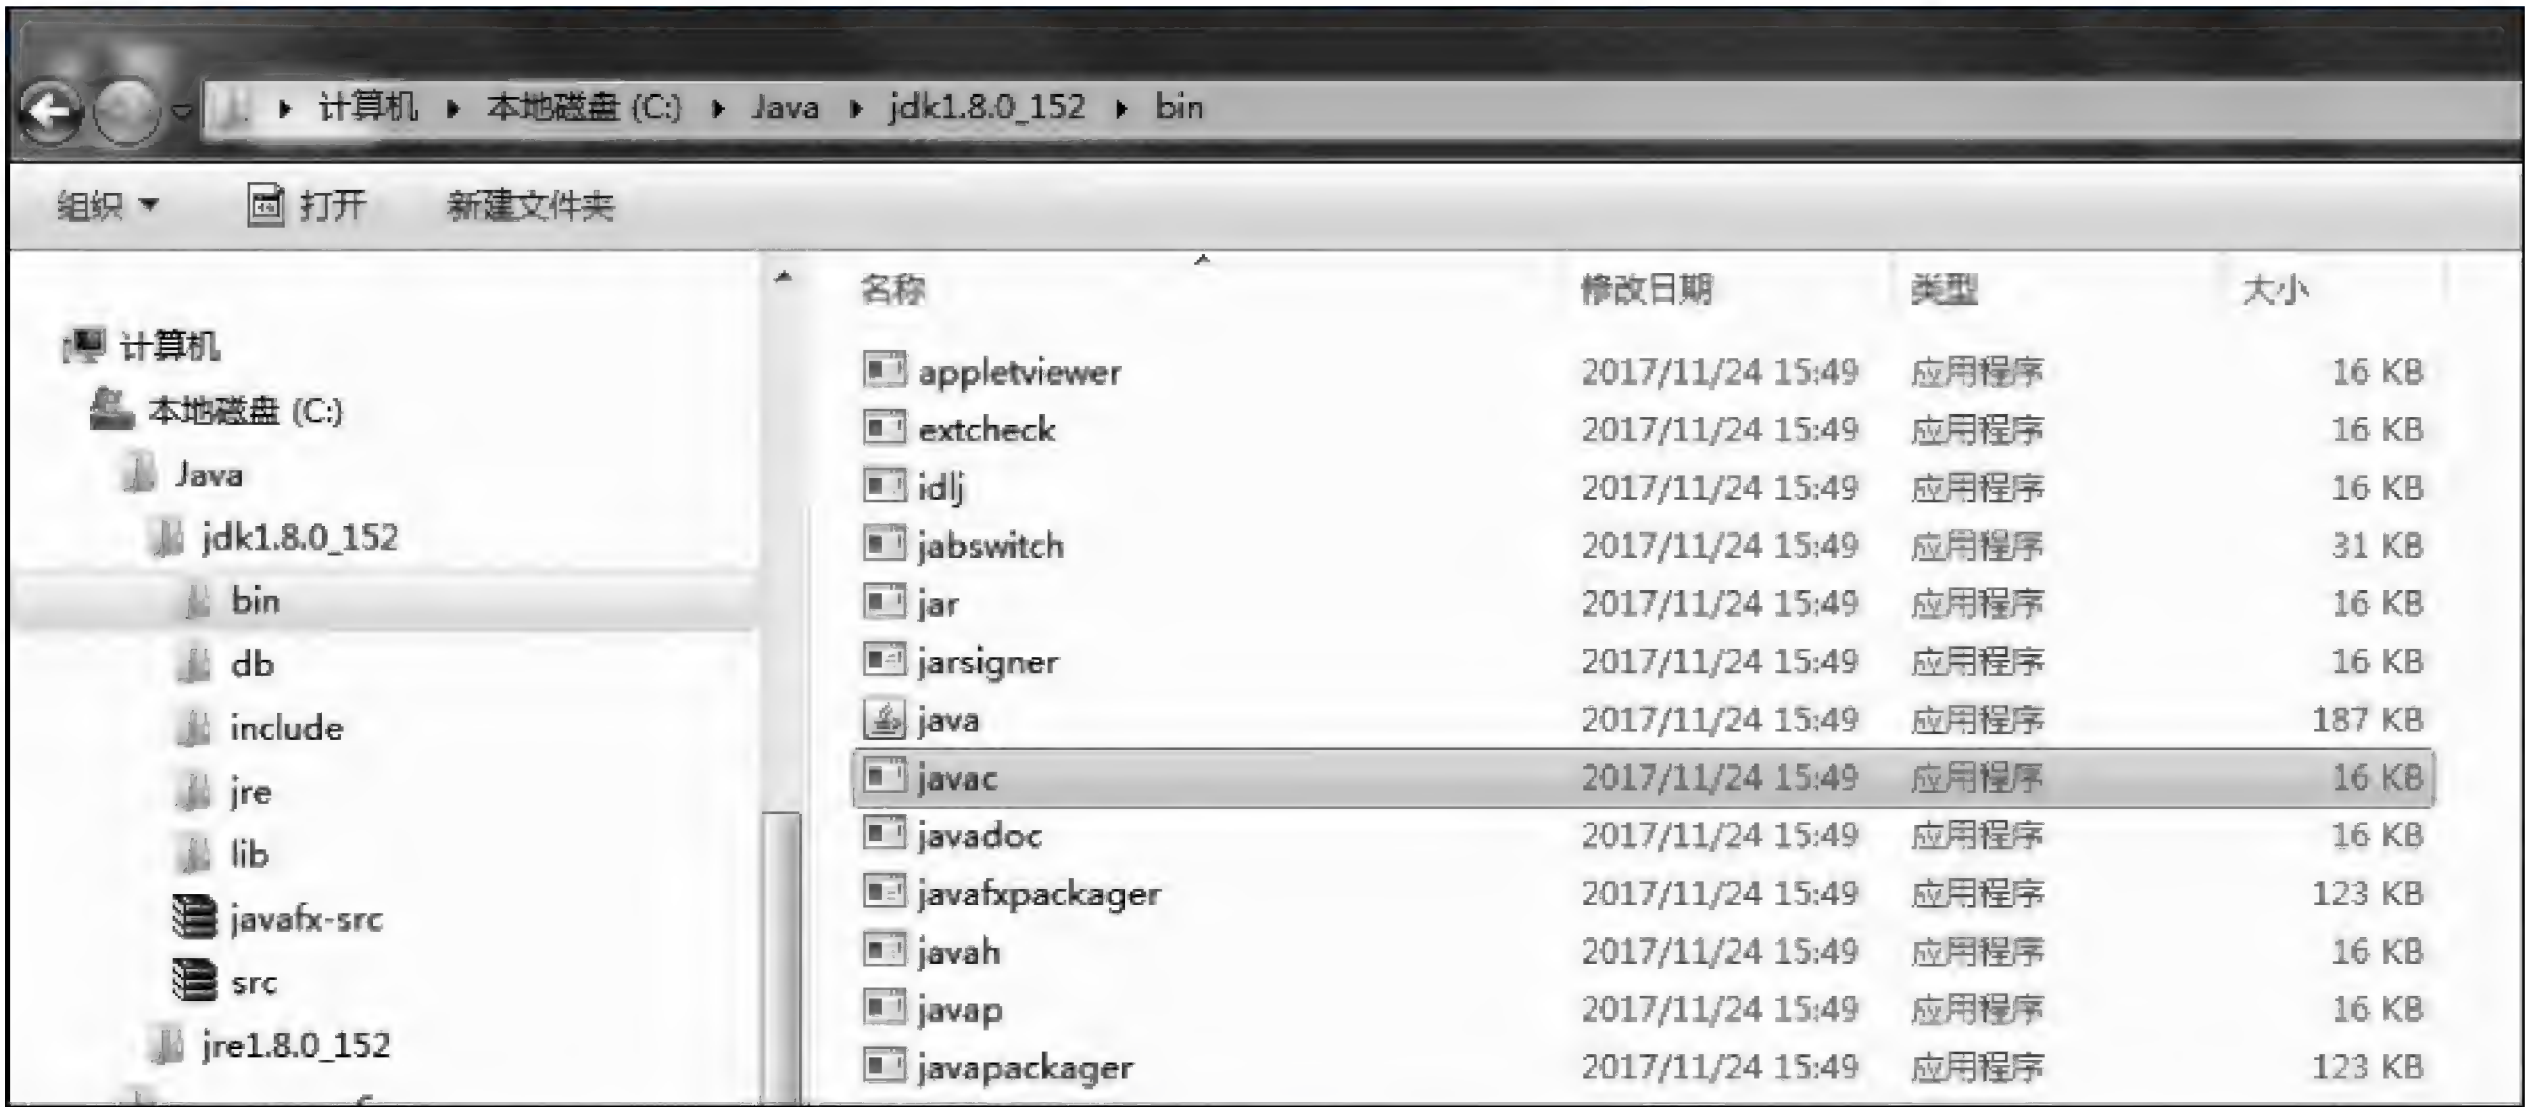 计算机 本地磁盘 (C:) Java jdk1.8.0_152 bin
组织 打开 新建文件夹
名称 修改日期 类型 大小
计算机
本地磁盘 (C:)
Java
jdk1.8.0_152
bin
db
include
jre
lib
javafx-src
src
jre1.8.0_152
appletviewer 2017/11/24 15:49 应用程序 16 KB
extcheck 2017/11/24 15:49 应用程序 16 KB
idlj 2017/11/24 15:49 应用程序 16 KB
jabswitch 2017/11/24 15:49 应用程序 31 KB
jar 2017/11/24 15:49 应用程序 16 KB
jarsigner 2017/11/24 15:49 应用程序 16 KB
java 2017/11/24 15:49 应用程序 187 KB
javac 2017/11/24 15:49 应用程序 16 KB
javadoc 2017/11/24 15:49 应用程序 16 KB
javafxpackager 2017/11/24 15:49 应用程序 123 KB
javah 2017/11/24 15:49 应用程序 16 KB
javap 2017/11/24 15:49 应用程序 16 KB
javapackager 2017/11/24 15:49 应用程序 123 KB